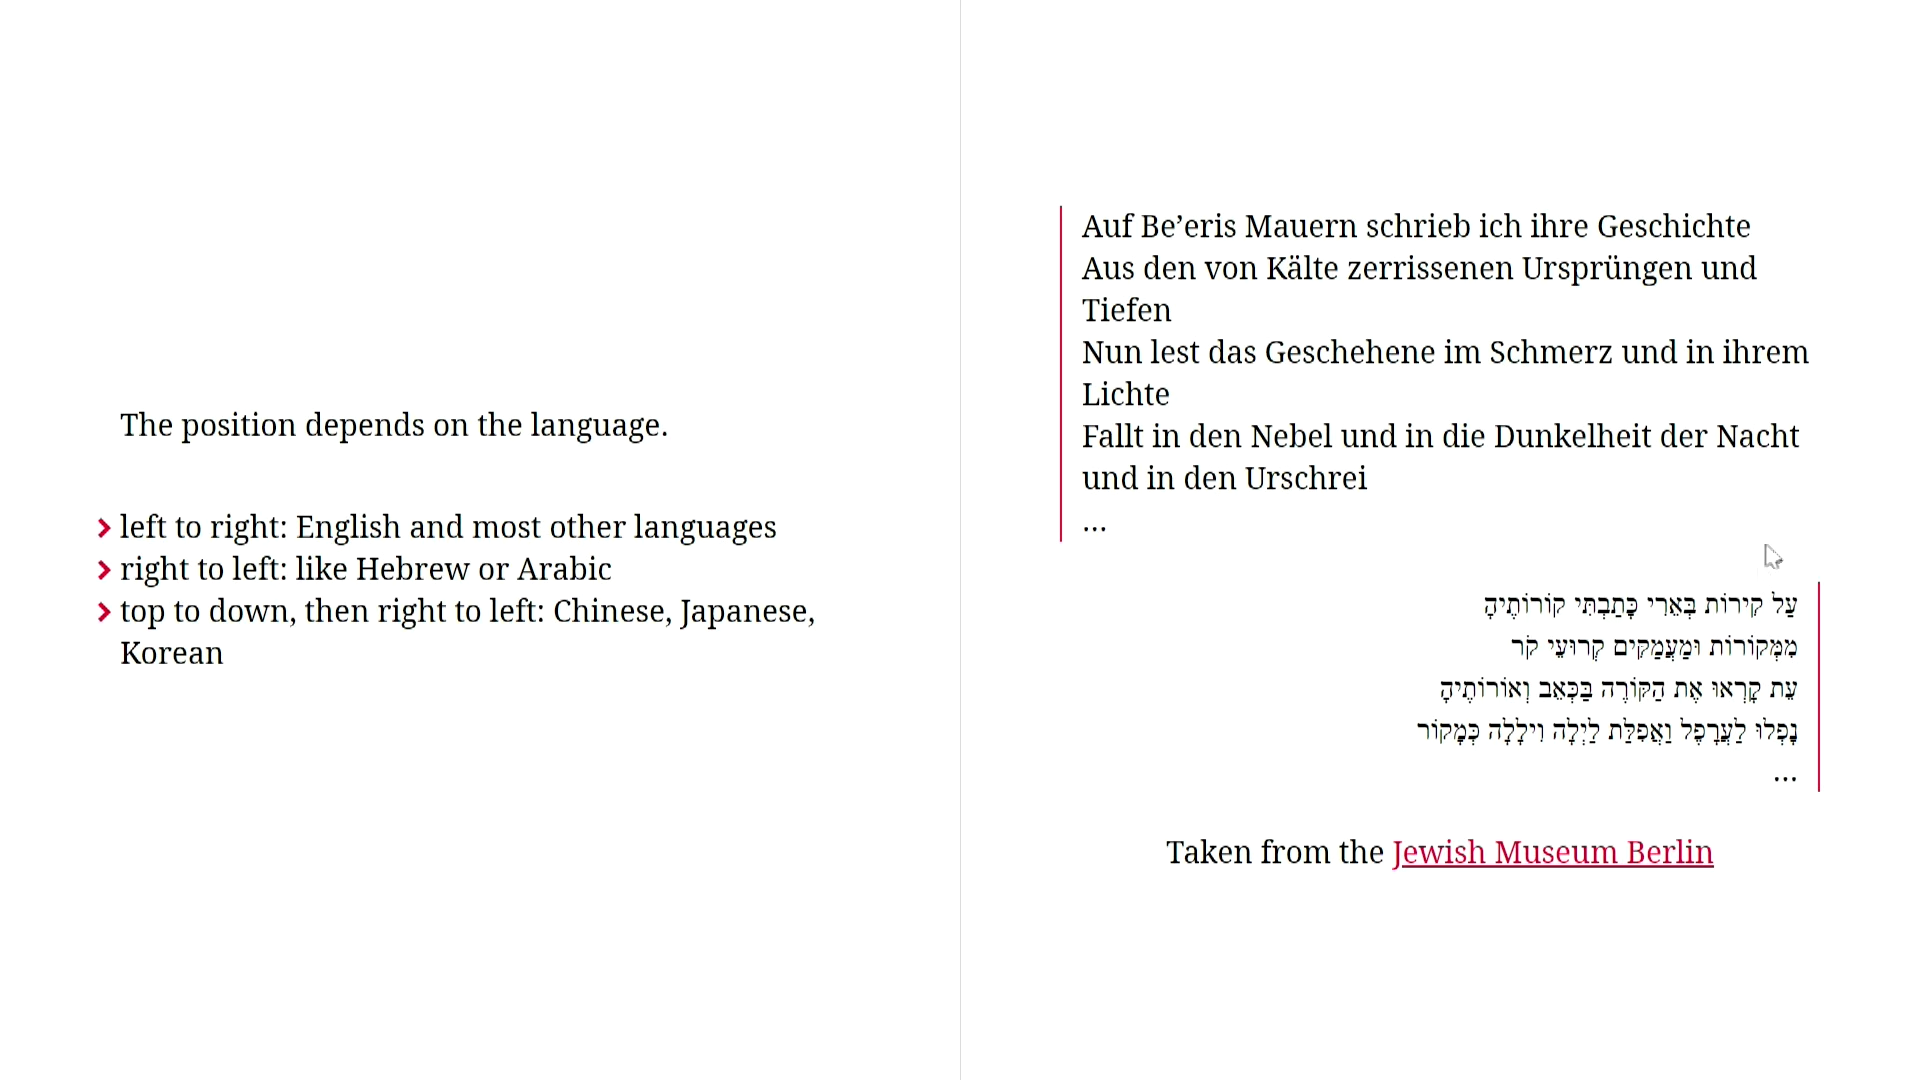 The position depends on the language.
left to right: English and most other languages
right to left: like Hebrew or Arabic
top to down, then right to left: Chinese, Japanese,
Korean
Auf Be’eris Mauern schrieb ich ihre Geschichte
Aus den von Kälte zerrissenen Ursprüngen und
Tiefen
Nun lest das Geschehene im Schmerz und in ihrem
Lichte
Fallt in den Nebel und in die Dunkelheit der Nacht
und in den Urschrei
…
עַל קִירוֹת בְּאֵרִי כָּתַבְתִּי קוֹרוֹתֶיהָ
מִמְּקוֹרוֹת וּמַעֲמַקִּים קְרוּעֵי קֹר
עֵת קָרְאוּ אֶת הַקּוֹרֶה בַּכְּאֵב וְאוֹרוֹתֶיהָ
נָפְלוּ לַעֲרָפֶל וַאֲפִלַּת לַיְלָה וִילָלָה כְּמָקוֹר
…
Taken from the Jewish Museum Berlin